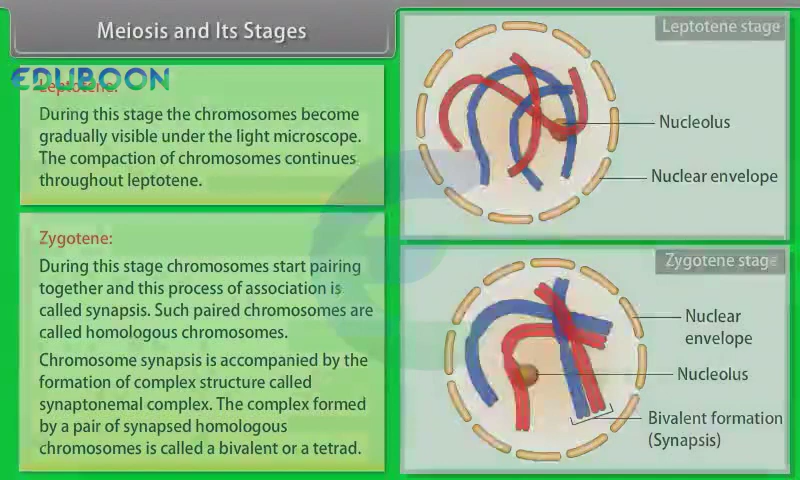 Meiosis and Its Stages
EDUBOON
Leptotene:
During this stage the chromosomes become
gradually visible under the light microscope.
The compaction of chromosomes continues
throughout leptotene.
Zygotene:
During this stage chromosomes start pairing
together and this process of association is
called synapsis. Such paired chromosomes are
called homologous chromosomes.
Chromosome synapsis is accompanied by the
formation of complex structure called
synaptonemal complex. The complex formed
by a pair of synapsed homologous
chromosomes is called a bivalent or a tetrad.
Leptotene stage
Nucleolus
Nuclear envelope
Zygotene stage
Nuclear
envelope
Nucleolus
Bivalent formation
(Synapsis)